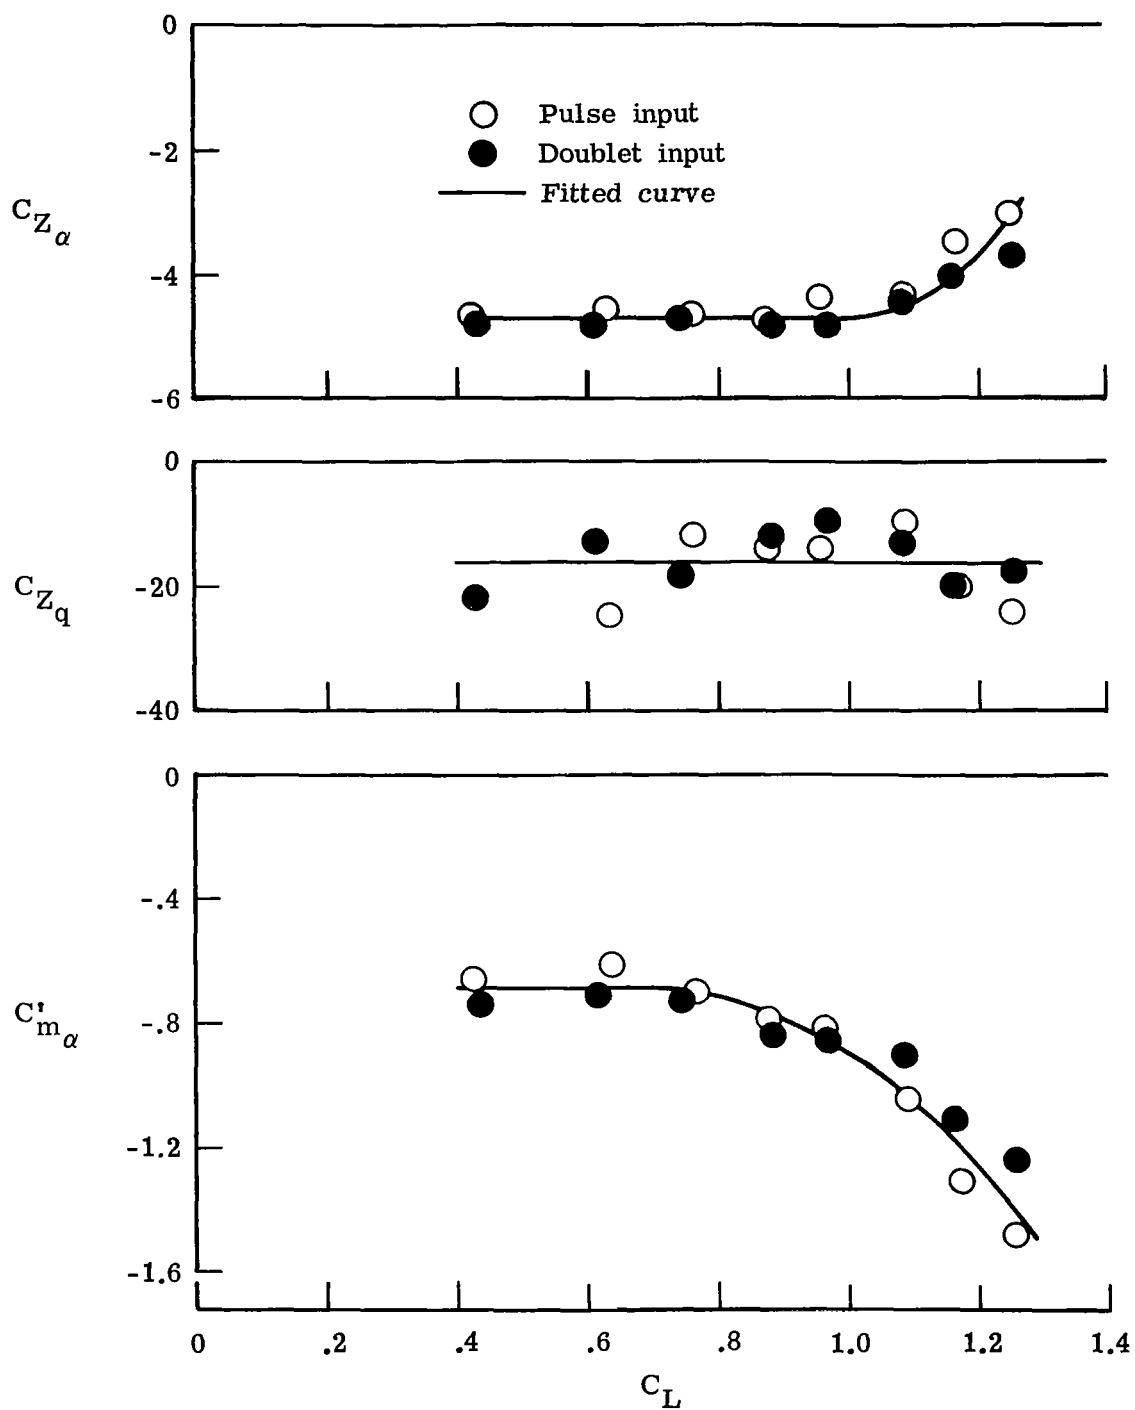 0
Pulse input
-2
Doublet input
Fitted curve
C_{Z_α}
-4
-6
0
C_{Z_q}
-20
-40
0
-.4
C'_{m_α}
-.8
-1.2
-1.6
0 .2 .4 .6 .8 1.0 1.2 1.4
C_L